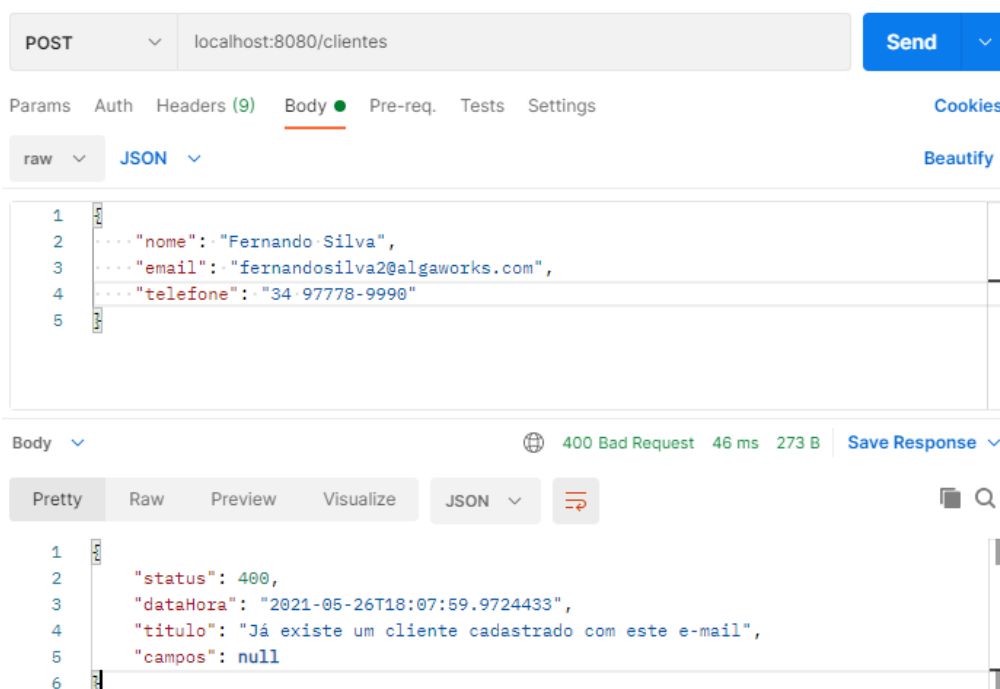 POST localhost:8080/clientes Send
Params Auth Headers (9) Body Pre-req. Tests Settings Cookies
raw JSON Beautify
1 {
2 "nome": "Fernando Silva",
3 "email": "fernandosilva2@algaworks.com",
4 "telefone": "34 97778-9990"
5 }
Body 400 Bad Request 46 ms 273 B Save Response
Pretty Raw Preview Visualize JSON
1 {
2 "status": 400,
3 "dataHora": "2021-05-26T18:07:59.9724433",
4 "titulo": "Já existe um cliente cadastrado com este e-mail",
5 "campos": null
6 }